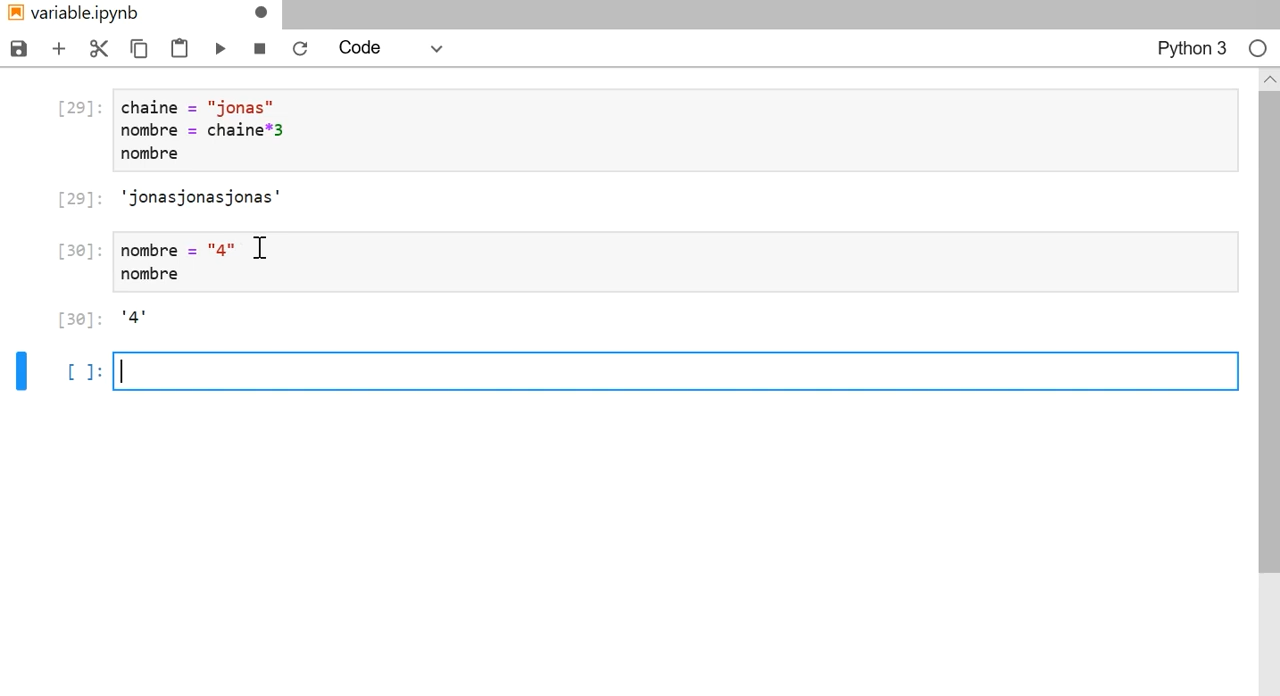 variable.ipynb
Code
Python 3
[29]: chaine = "jonas"
nombre = chaine*3
nombre
[29]: 'jonasjonasjonas'
[30]: nombre = "4"
nombre
[30]: '4'
[ ]: